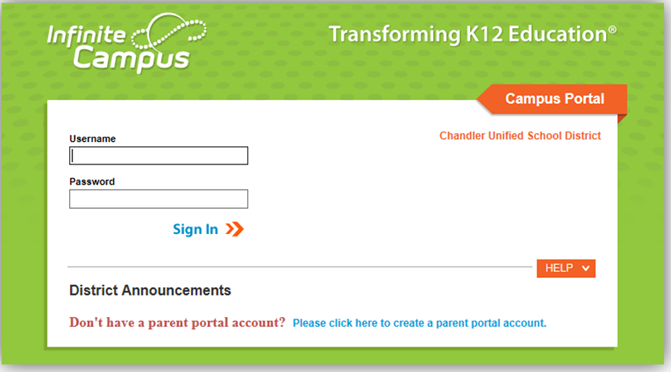 Infinite
Campus
Transforming K12 Education®
Campus Portal
Chandler Unified School District
Username
Password
Sign In
HELP
District Announcements
Don't have a parent portal account? Please click here to create a parent portal account.